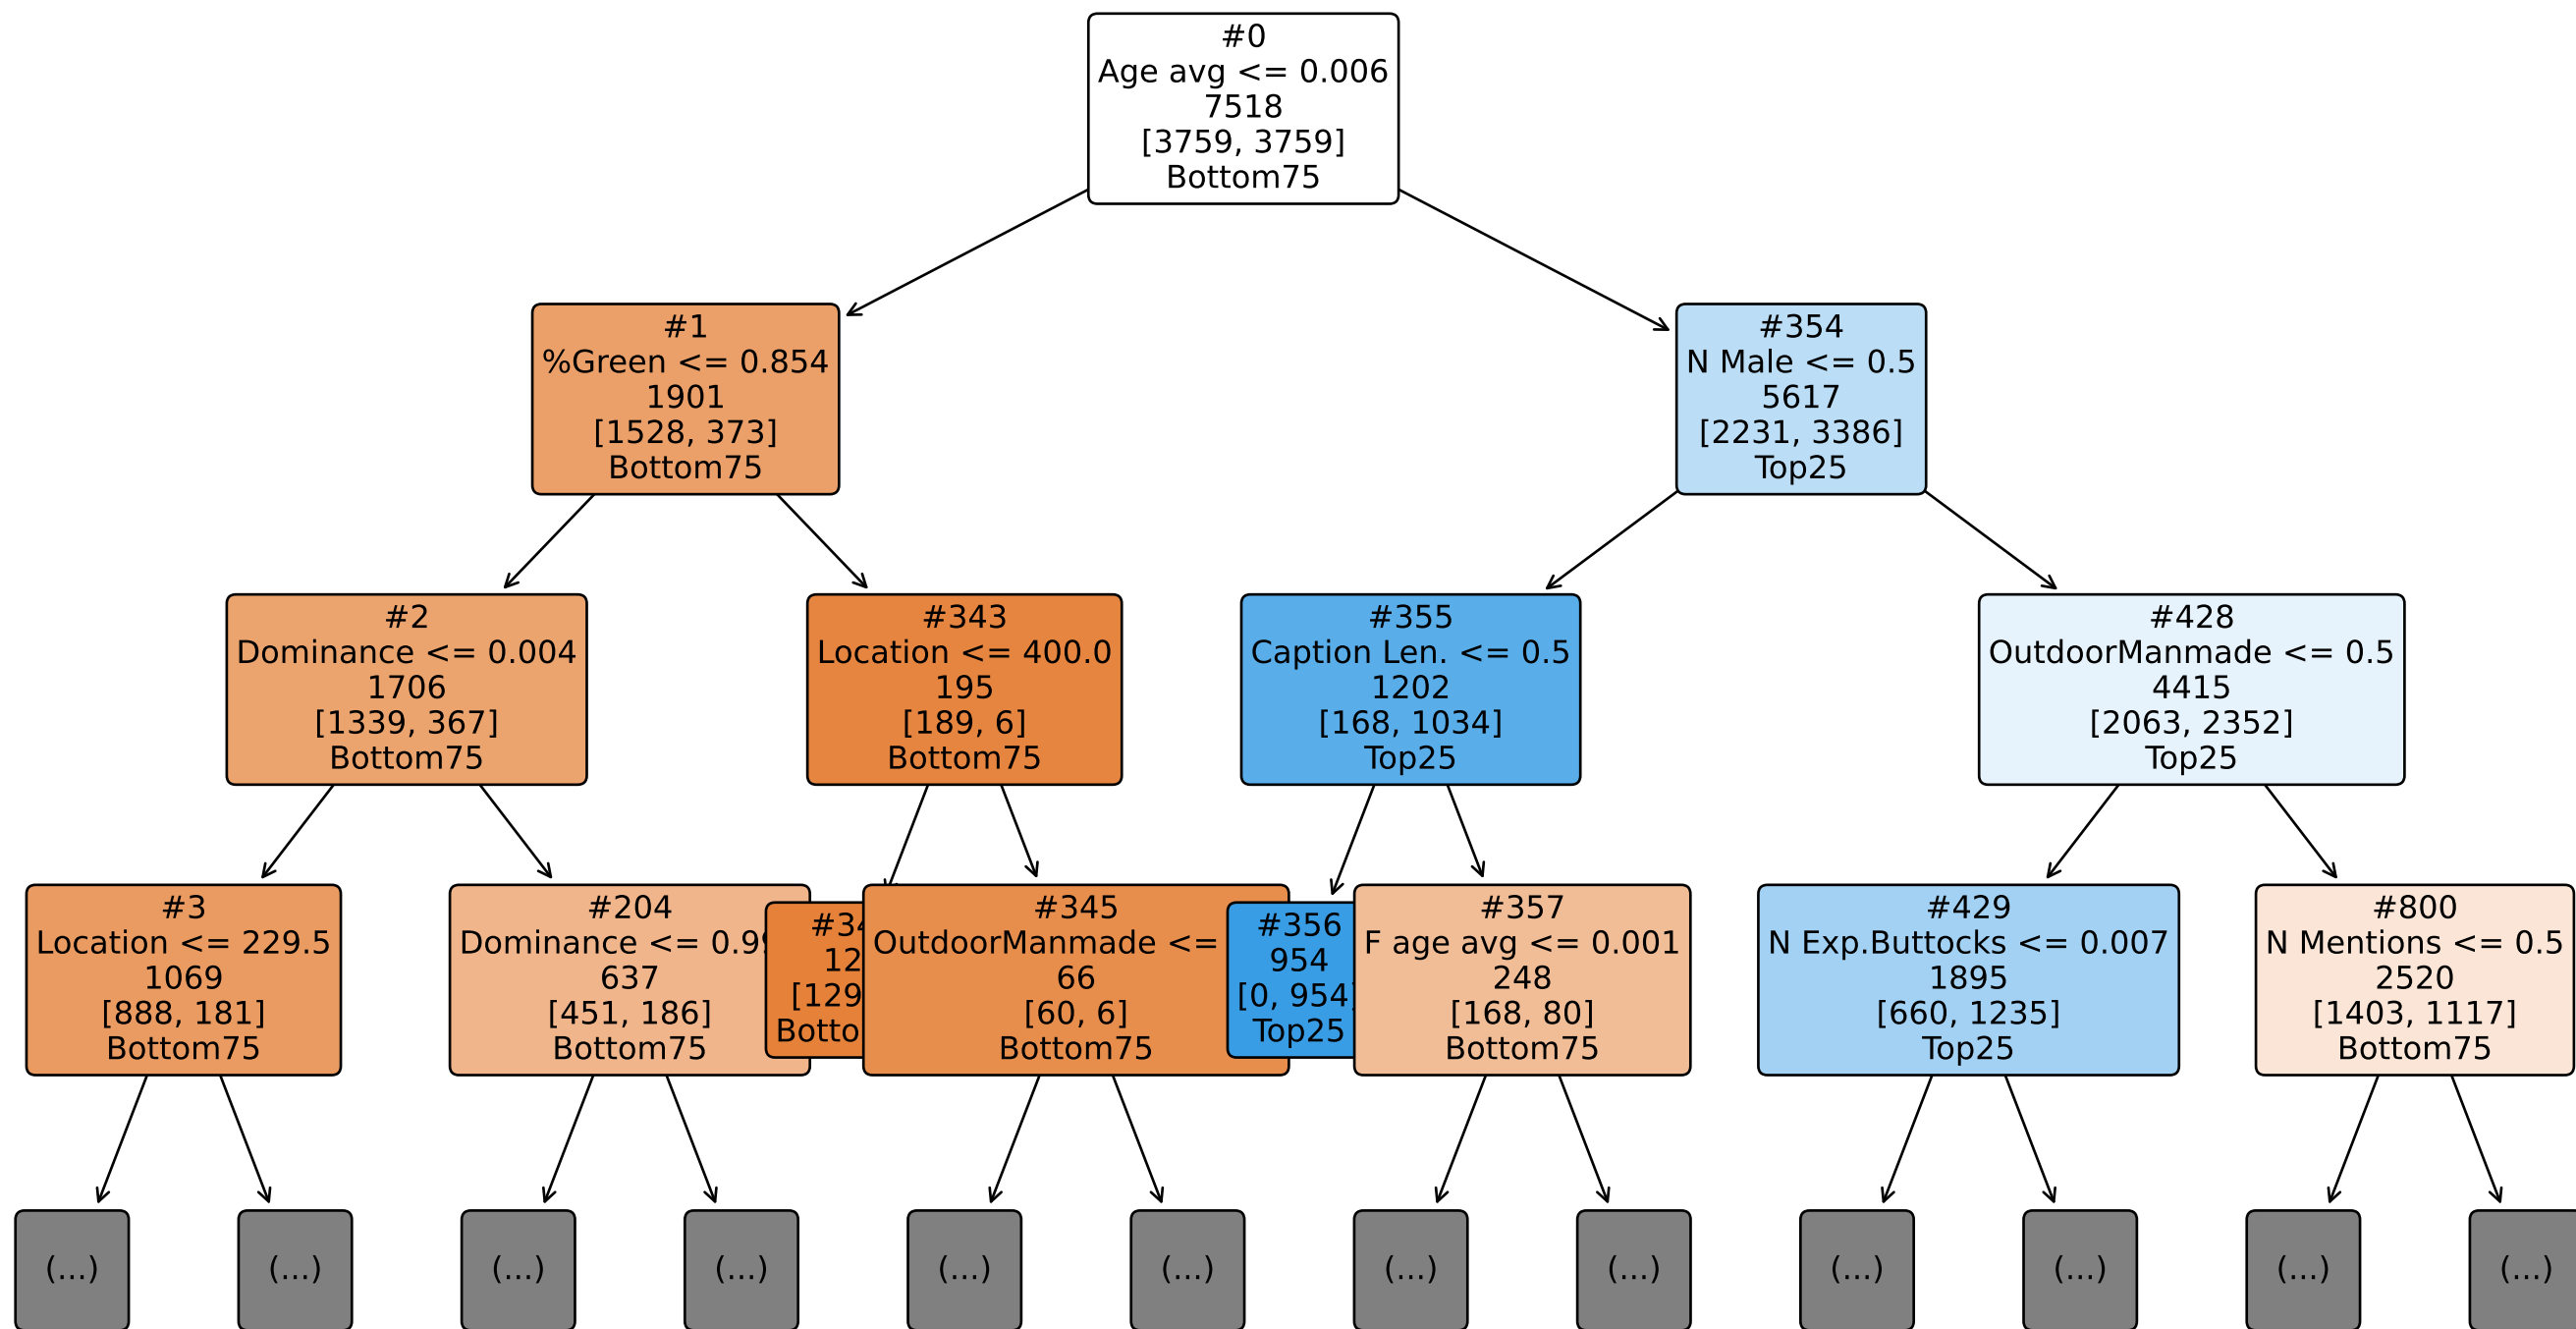 #0
Age avg <= 0.006
7518
[3759, 3759]
Bottom75
#1
%Green <= 0.854
1901
[1528, 373]
Bottom75
#354
N Male <= 0.5
5617
[2231, 3386]
Top25
#2
Dominance <= 0.004
1706
[1339, 367]
Bottom75
#343
Location <= 400.0
195
[189, 6]
Bottom75
#355
Caption Len. <= 0.5
1202
[168, 1034]
Top25
#428
OutdoorManmade <= 0.5
4415
[2063, 2352]
Top25
#3
Location <= 229.5
1069
[888, 181]
Bottom75
#204
Dominance <=
637
[451, 186]
Bottom75
#345
OutdoorManmade <=
66
[60, 6]
Bottom75
#356
954
[0, 954]
Top25
#357
F age avg <= 0.001
248
[168, 80]
Bottom75
#429
N Exp.Buttocks <= 0.007
1895
[660, 1235]
Top25
#800
N Mentions <= 0.5
2520
[1403, 1117]
Bottom75
(...)
(...)
(...)
(...)
(...)
(...)
(...)
(...)
(...)
(...)
(...)
(...)